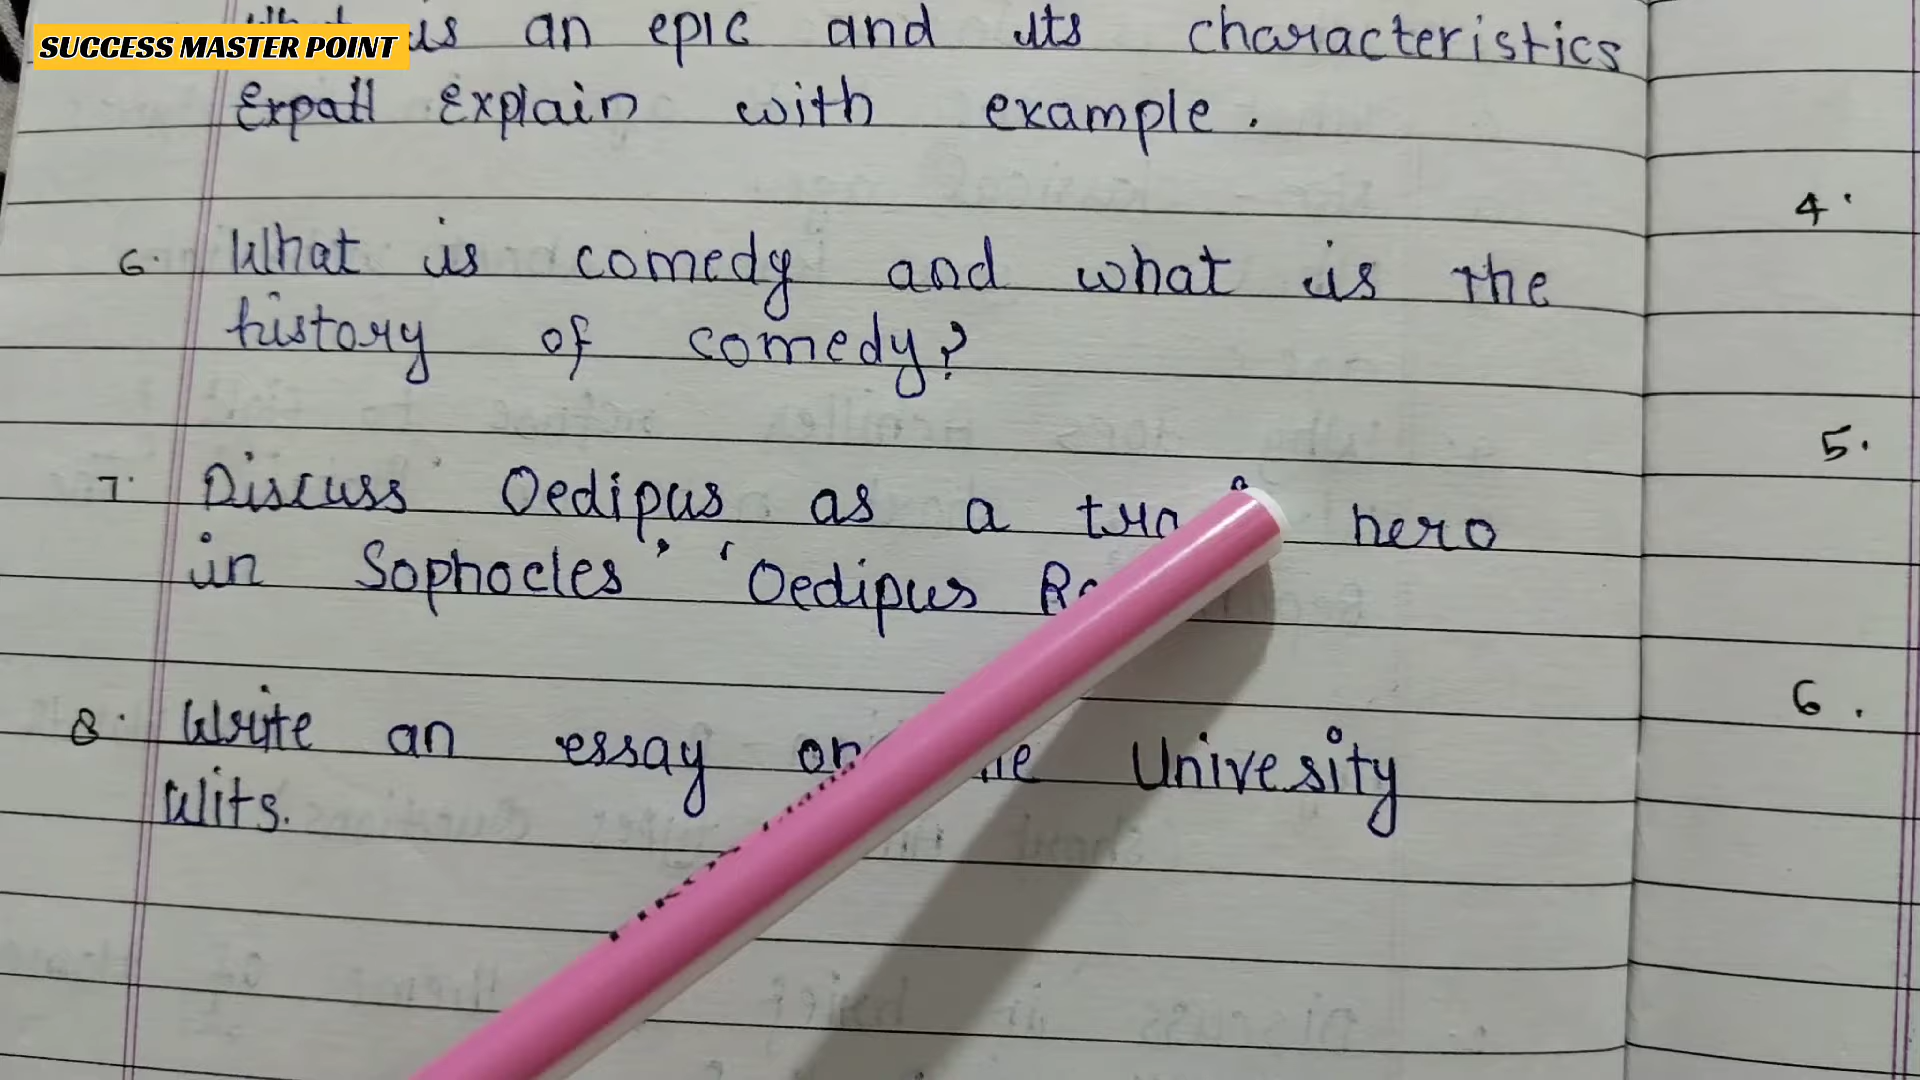 SUCCESS MASTER POINT
is an epic and its characteristics
Explain with example.
4.
6. What is comedy and what is the
history of comedy?
5.
7. Discuss Oedipus as a hero
in Sophocles' 'Oedipus
6.
8. Write an essay on University
Wits.